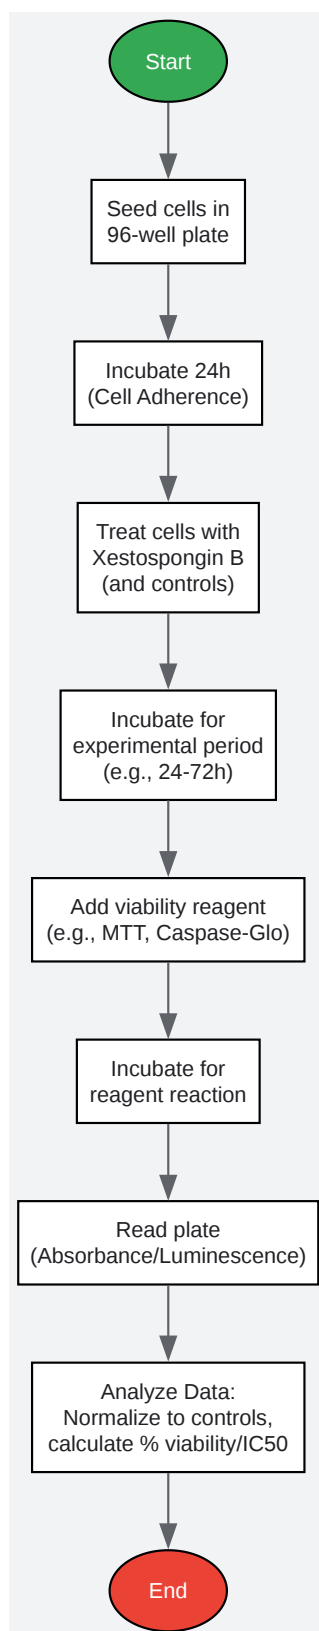 Start
Seed cells in
96-well plate
Incubate 24h
(Cell Adherence)
Treat cells with
Xestospongin B
(and controls)
Incubate for
experimental period
(e.g., 24-72h)
Add viability reagent
(e.g., MTT, Caspase-Glo)
Incubate for
reagent reaction
Read plate
(Absorbance/Luminescence)
Analyze Data:
Normalize to controls,
calculate % viability/IC50
End